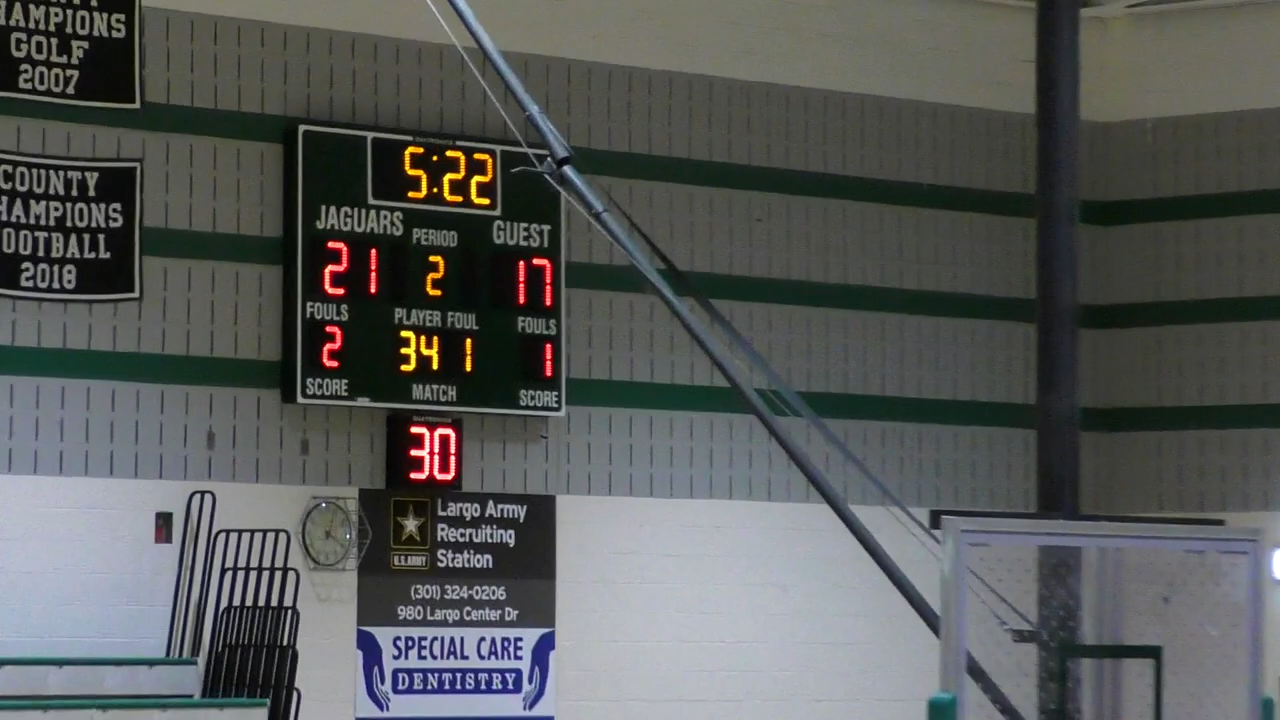 HAMPIONS
GOLF
2007
COUNTY
HAMPIONS
OOTBALL
2018
5:22
JAGUARS
PERIOD
GUEST
21
2
17
FOULS
PLAYER FOUL
FOULS
2
34 1
1
SCORE
MATCH
SCORE
30
Largo Army
Recruiting
Station
U.S.ARMY
(301) 324-0206
980 Largo Center Dr
SPECIAL CARE
DENTISTRY